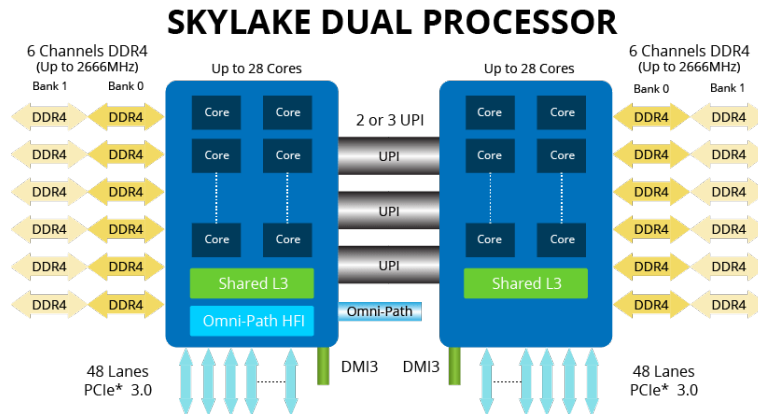 SKYLAKE DUAL PROCESSOR
6 Channels DDR4
(Up to 2666MHz)
Bank 1 Bank 0
DDR4 DDR4
DDR4 DDR4
DDR4 DDR4
DDR4 DDR4
DDR4 DDR4
DDR4 DDR4
Up to 28 Cores
Core Core
Core Core
Core Core
Shared L3
Omni-Path HFI
48 Lanes
PCIe* 3.0
DMI3
2 or 3 UPI
UPI
UPI
UPI
Omni-Path
Up to 28 Cores
Core Core
Core Core
Core Core
Shared L3
DMI3
48 Lanes
PCIe* 3.0
6 Channels DDR4
(Up to 2666MHz)
Bank 0 Bank 1
DDR4 DDR4
DDR4 DDR4
DDR4 DDR4
DDR4 DDR4
DDR4 DDR4
DDR4 DDR4